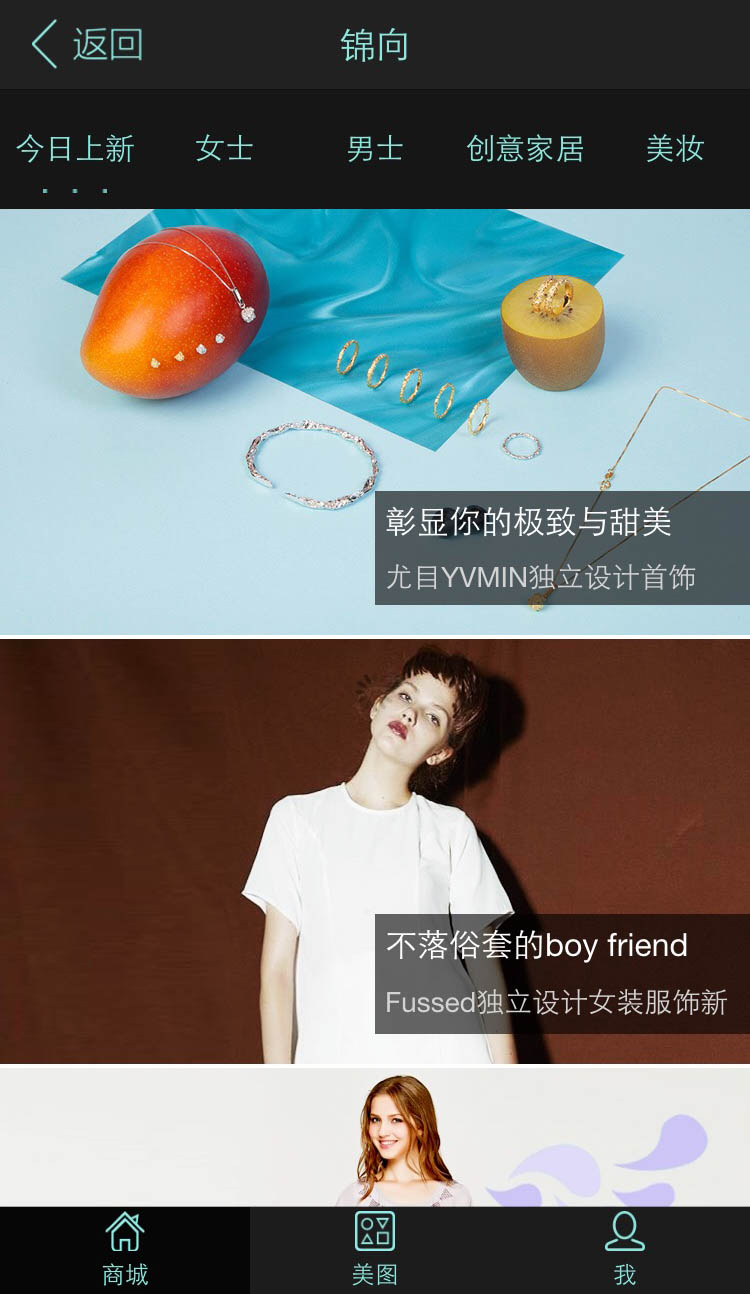 返回
锦向
今日上新
女士
男士
创意家居
美妆
彰显你的极致与甜美
尤目YVMIN独立设计首饰
不落俗套的boy friend
Fussed独立设计女装服饰新
商城
美图
我